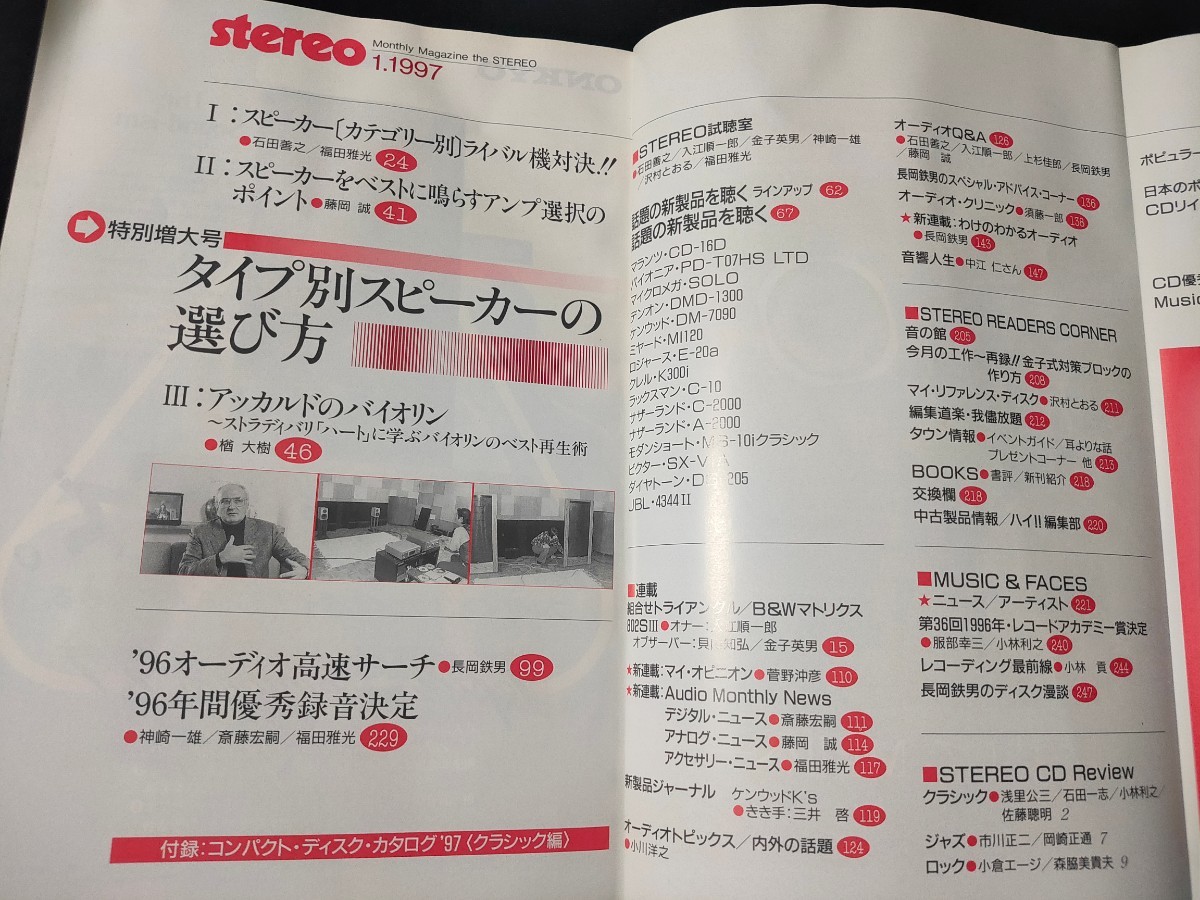 stereo
Monthly Magazine the STEREO
1.1997
I:スピーカー〔カテゴリー別〕ライバル機対決!!
●石田善之/福田雅光 24
II:スピーカーをベストに鳴らすアンプ選択の
ポイント●藤岡 誠 41
特別増大号
タイプ別スピーカーの
選び方
III:アッカルドのバイオリン
～ストラディバリ「ハート」に学ぶバイオリンのベスト再生術
●楢 大樹 46
'96オーディオ高速サーチ●長岡鉄男 99
'96年間優秀録音決定
●神崎一雄/斎藤宏嗣/福田雅光 229
付録:コンパクト・ディスク・カタログ'97〈クラシック編〉
■STEREO試聴室
●石田善之/入江順一郎/金子英男/神崎一雄
/沢村とおる/福田雅光
話題の新製品を聴く ラインアップ 62
話題の新製品を聴く 67
マランツ・CD-16D
パイオニア・PD-T07HS LTD
マイクロメガ・SOLO
デンオン・DMD-1300
ケンウッド・DM-7090
ミヤード・MI120
ロジャース・E-20a
クレル・K300i
ラックスマン・C-10
サザーランド・C-2000
サザーランド・A-2000
モダンショート・MS-10iクラシック
ビクター・SX-V
ダイヤトーン・D 205
JBL・4344II
■連載
組合せトライアングル/B&Wマトリクス
802SIII●オーナー: 江順一郎
オブザーバー: 知弘/金子英男 15
★新連載:マイ・オピニオン●菅野沖彦 110
★新連載:Audio Monthly News
デジタル・ニュース●斎藤宏嗣 111
アナログ・ニュース●藤岡 誠 114
アクセサリー・ニュース●福田雅光 117
新製品ジャーナル ケンウッドK's
●きき手:三井 啓 119
オーディオトピックス/内外の話題 124
●小川洋之
オーディオQ&A 126
●石田善之/入江順一郎/上杉佳郎/長岡鉄男
/藤岡 誠
長岡鉄男のスペシャル・アドバイス・コーナー 136
オーディオ・クリニック●須藤一郎 138
★新連載:わけのわかるオーディオ
●長岡鉄男 143
音響人生●中江 仁さん 147
■STEREO READERS CORNER
音の館 205
今月の工作～再録!!金子式対策ブロックの
作り方 208
マイ・リファレンス・ディスク●沢村とおる 211
編集道楽・我儘放題 212
タウン情報●イベントガイド/耳よりな話
プレゼントコーナー 他 213
BOOKS●書評/新刊紹介 218
交換欄 218
中古製品情報/ハイ!!編集部 220
■MUSIC & FACES
★ニュース/アーティスト 221
第36回1996年・レコードアカデミー賞決定
●服部幸三/小林利之 240
レコーディング最前線●小林 貢 244
長岡鉄男のディスク漫談 247
■STEREO CD Review
クラシック●浅里公三/石田一志/小林利之/
佐藤聰明 2
ジャズ●市川正二/岡崎正通 7
ロック●小倉エージ/森脇美貴夫 9
ポピュラー
日本のポ
CDリイ
CD優秀
Music